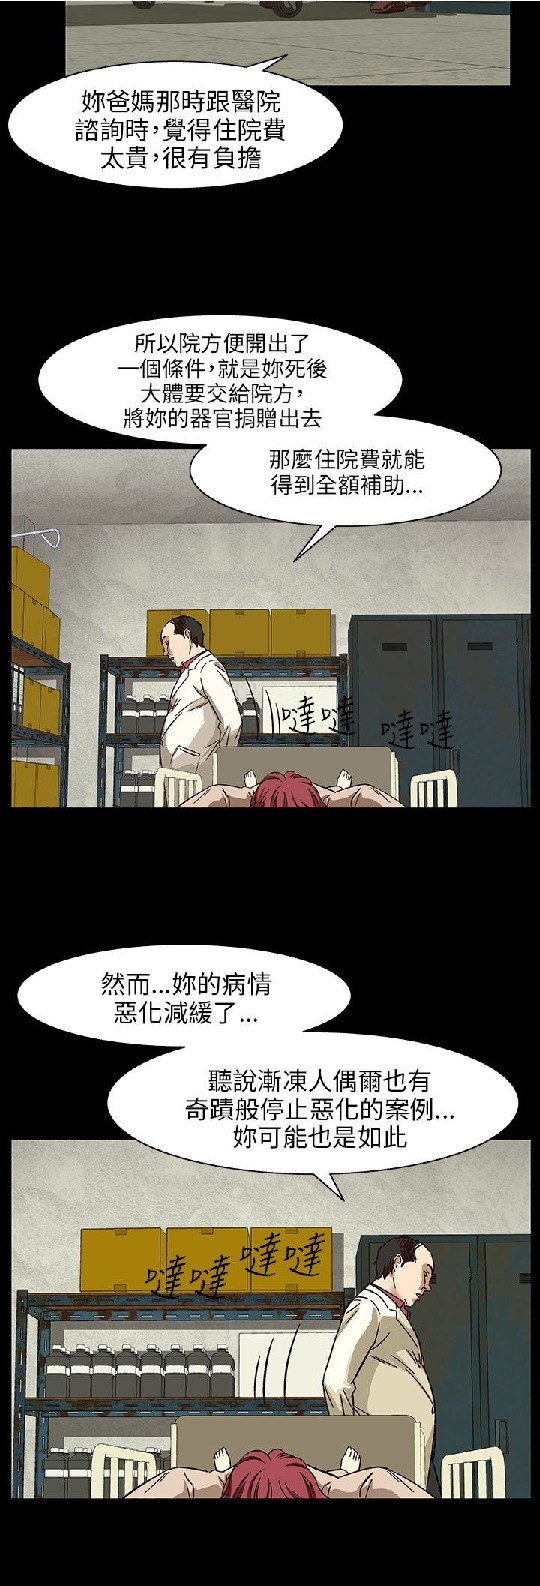 妳爸媽那時跟醫院
諮詢時，覺得住院費
太貴，很有負擔
所以院方便開出了
一個條件，就是妳死後
大體要交給院方，
將妳的器官捐贈出去
那麼住院費就能
得到全額補助...
噠噠
噠噠
然而...妳的病情
惡化減緩了...
聽說漸凍人偶爾也有
奇蹟般停止惡化的案例...
妳可能也是如此
噠噠
噠噠